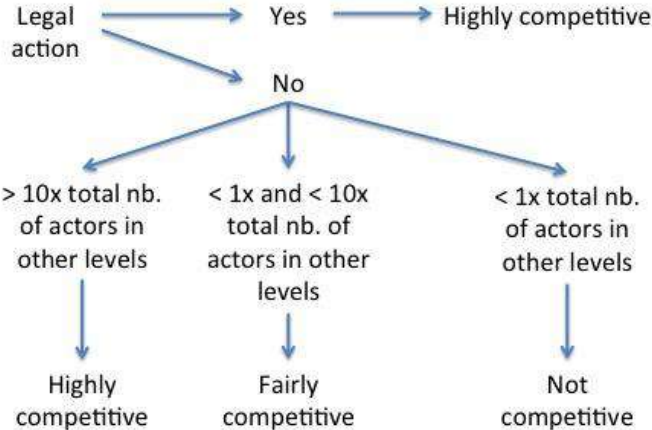 Legal
action
Yes
Highly competitive
No
> 10x total nb.
of actors in
other levels
< 1x and < 10x
total nb. of
actors in other
levels
< 1x total nb.
of actors in
other levels
Highly
competitive
Fairly
competitive
Not
competitive